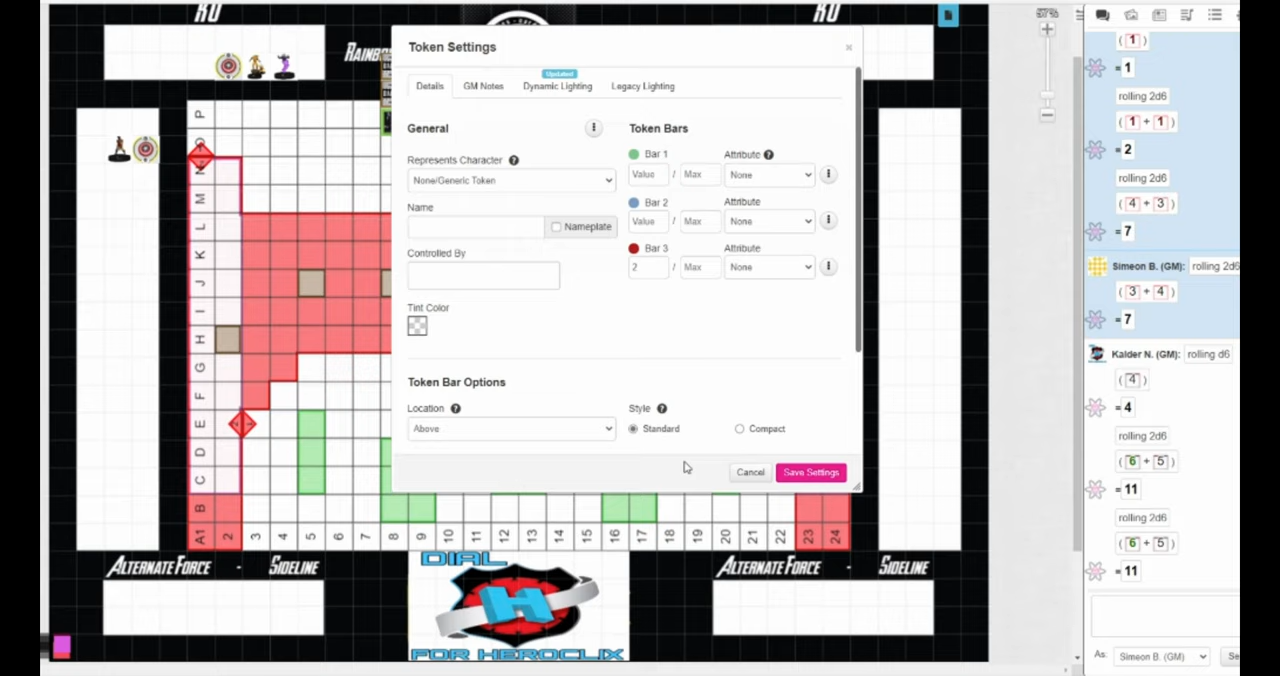 KO
KO
RAINBO
Token Settings
×
Updated
Details
GM Notes
Dynamic Lighting
Legacy Lighting
General
Token Bars
Represents Character ?
None/Generic Token
Bar 1
Attribute ?
Value / Max
None
Name
Nameplate
Bar 2
Attribute
Value / Max
None
Controlled By
Bar 3
Attribute
2 / Max
None
Tint Color
Token Bar Options
Location ?
Above
Style ?
Standard
Compact
Cancel
Save Settings
P
O
N
M
L
K
J
I
H
G
F
E
D
C
B
A1 2 3 4 5 6 7 8 9 10 11 12 13 14 15 16 17 18 19 20 21 22 23 24
ALTERNATE FORCE - SIDELINE
ALTERNATE FORCE - SIDELINE
DIAL
H
FOR HEROCLIX
(1)
= 1
rolling 2d6
(1 + 1)
= 2
rolling 2d6
(4 + 3)
= 7
Simeon B. (GM): rolling 2d6
(3 + 4)
= 7
Kalder N. (GM): rolling d6
(4)
= 4
rolling 2d6
(6 + 5)
= 11
rolling 2d6
(6 + 5)
= 11
As: Simeon B. (GM)
Se